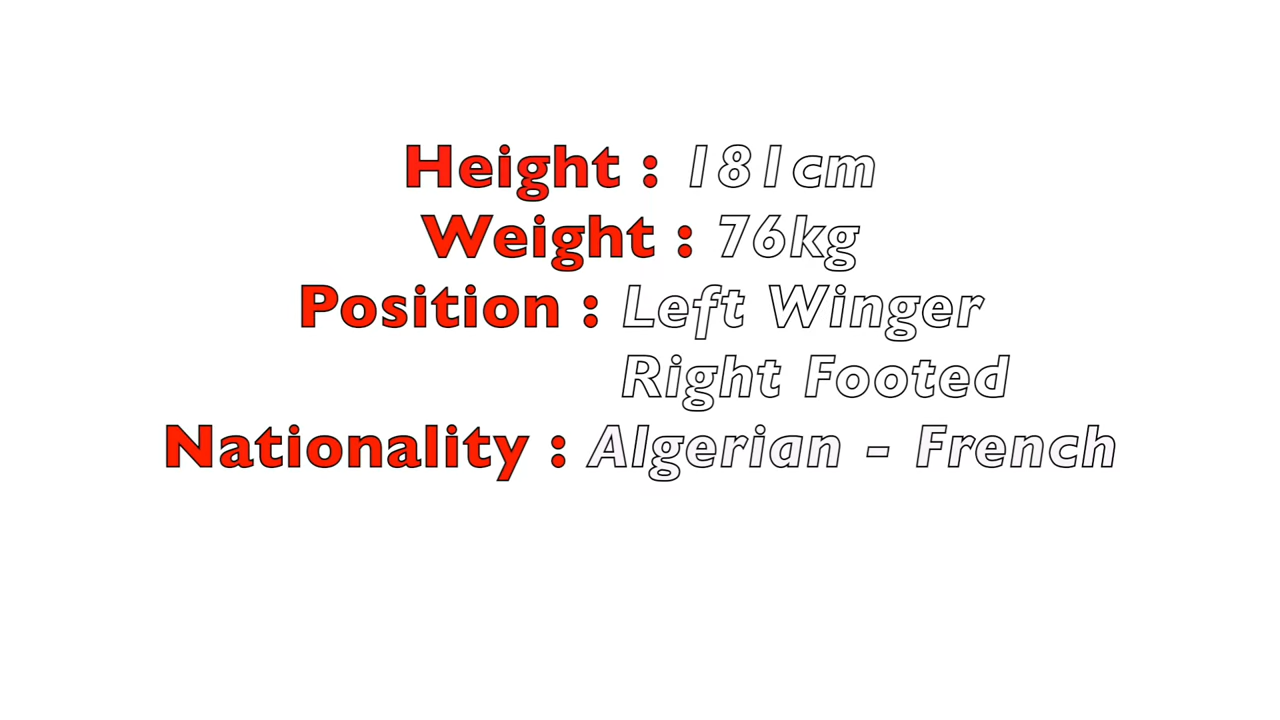 Height : 181cm
Weight : 76kg
Position : Left Winger
Right Footed
Nationality : Algerian - French